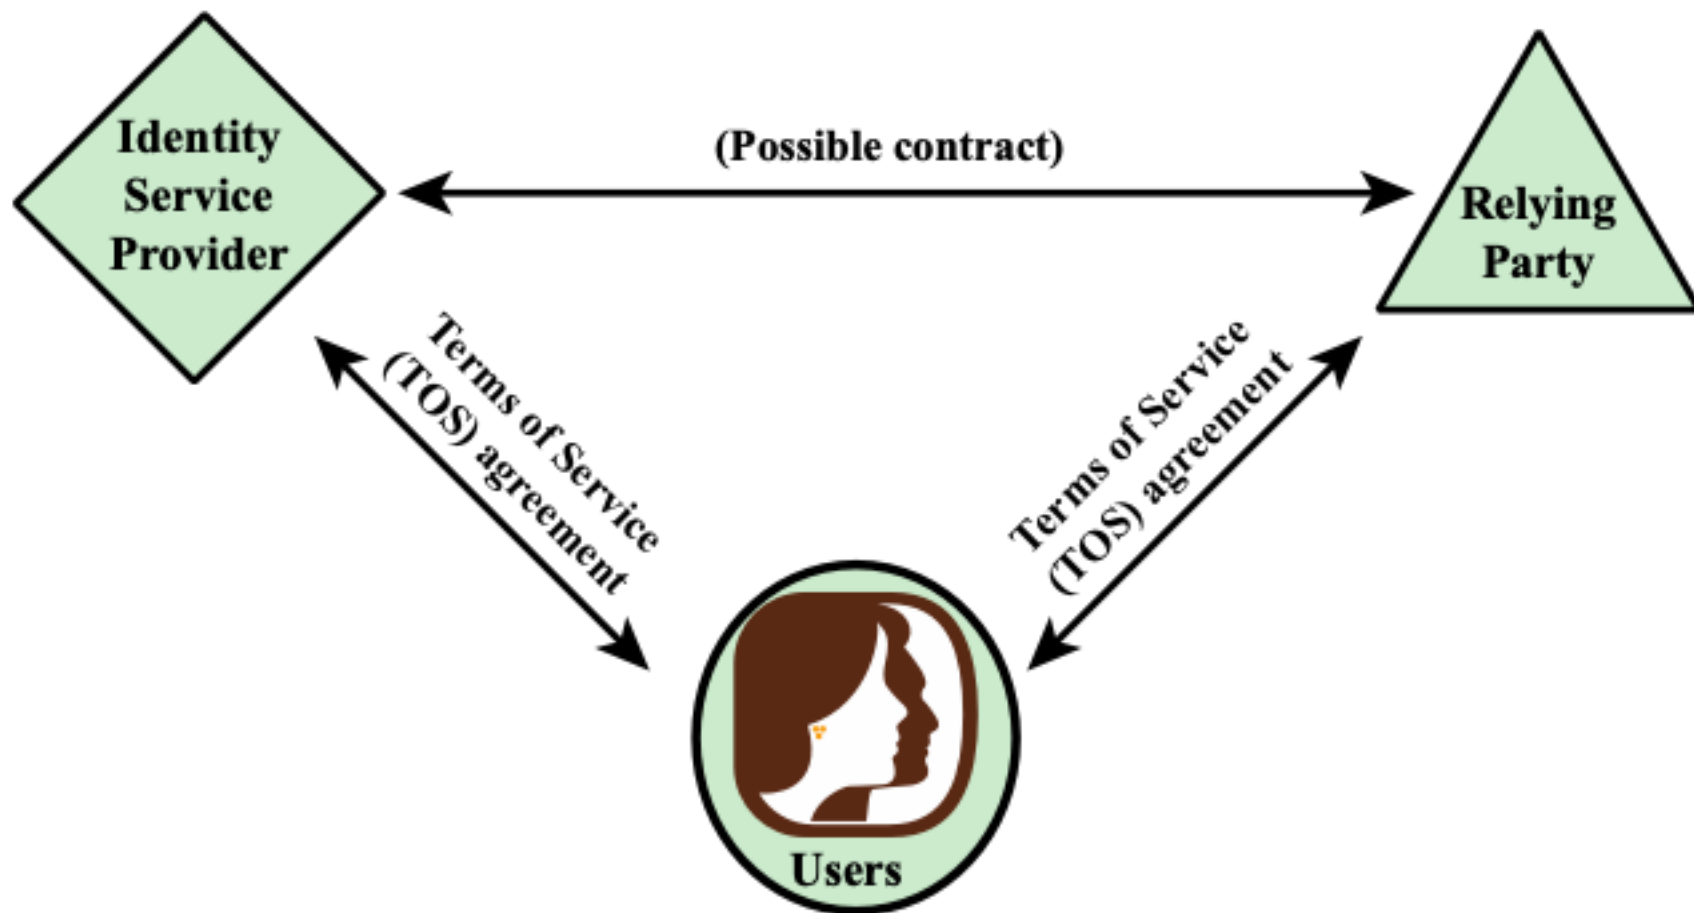 Identity
Service
Provider
(Possible contract)
Relying
Party
Terms of Service
(TOS) agreement
Terms of Service
(TOS) agreement
Users